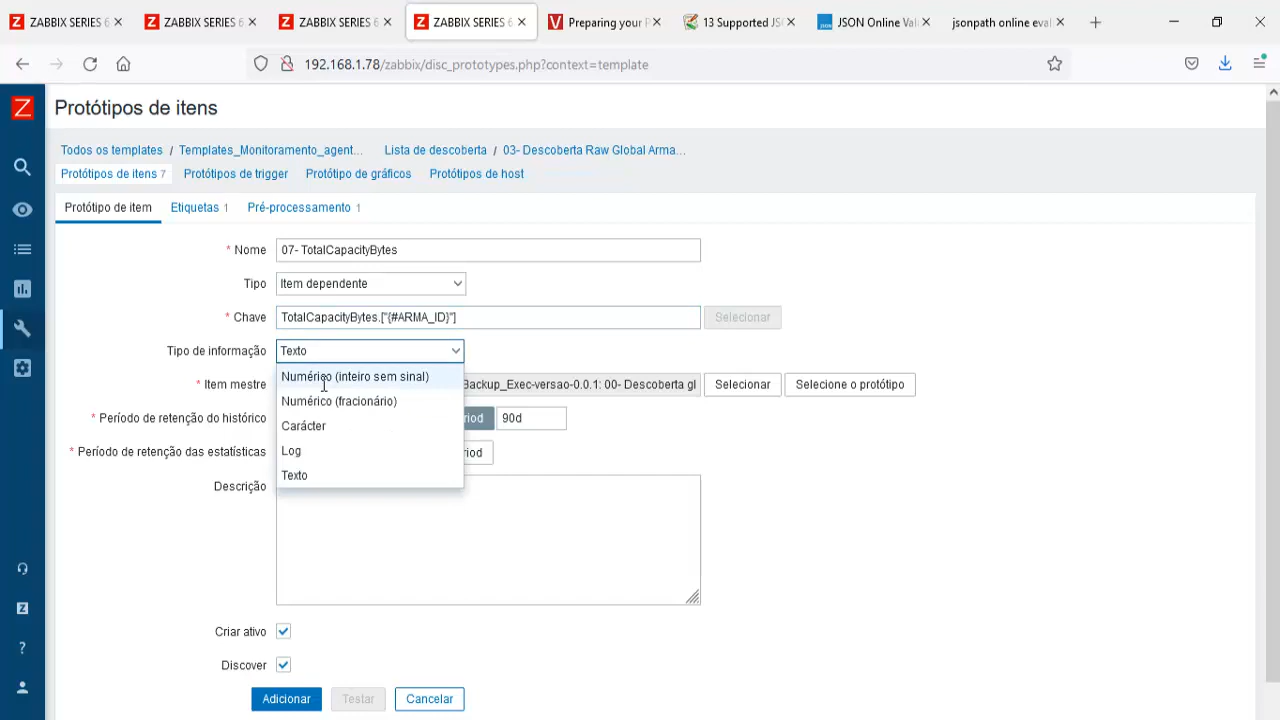 ZABBIX SERIES 6.
ZABBIX SERIES 6.
ZABBIX SERIES 6.
ZABBIX SERIES 6.
Preparing your P
13 Supported JS
JSON Online Vali
jsonpath online eval
192.168.1.78/zabbix/disc_prototypes.php?context=template
Z
Protótipos de itens
Todos os templates / Templates_Monitoramento_agent... Lista de descoberta / 03- Descoberta Raw Global Arma...
Protótipos de itens 7 Protótipos de trigger Protótipo de gráficos Protótipos de host
Protótipo de item Etiquetas 1 Pré-processamento 1
* Nome 07- TotalCapacityBytes
Tipo Item dependente
* Chave TotalCapacityBytes.["{#ARMA_ID}"] Selecionar
Tipo de informação Texto
Numérico (inteiro sem sinal)
* Item mestre Backup_Exec-versao-0.0.1: 00- Descoberta gl Selecionar Selecione o protótipo
Numérico (fracionário)
* Período de retenção do histórico riod 90d
Carácter
* Período de retenção das estatísticas riod
Log
Texto
Descrição
Criar ativo
Discover
Adicionar Testar Cancelar
Z
?